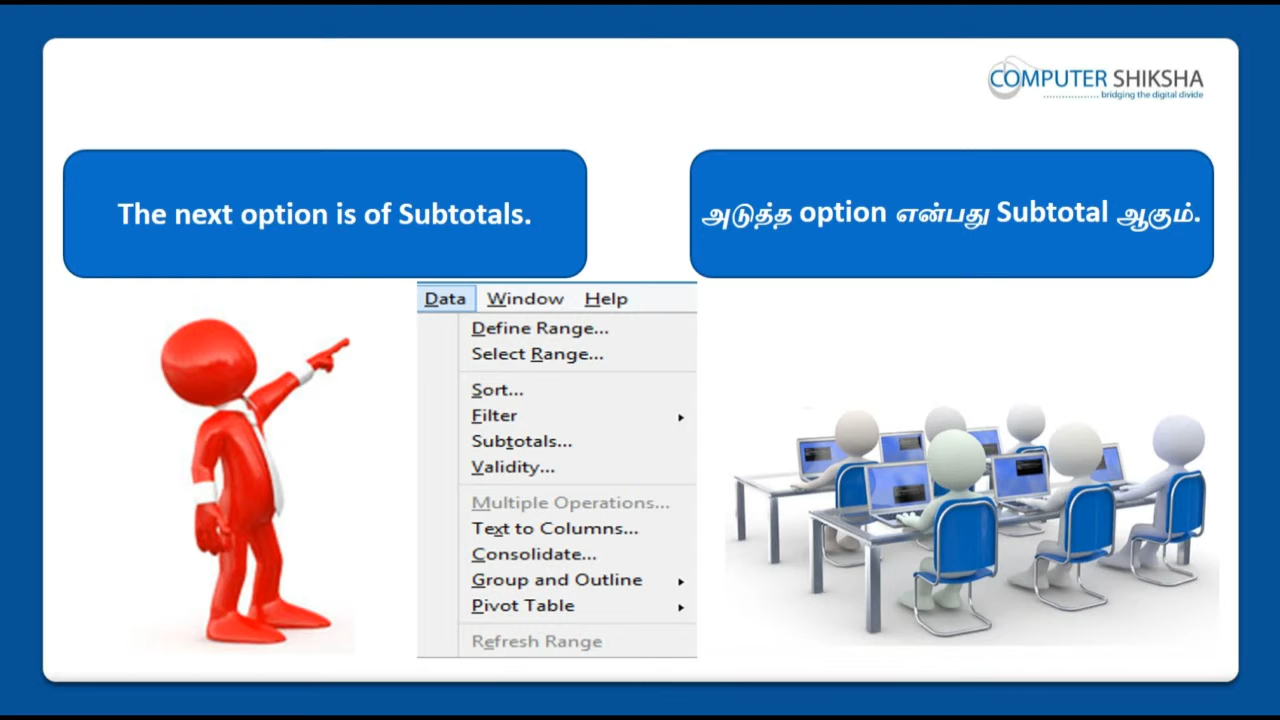 COMPUTER SHIKSHA
bridging the digital divide
The next option is of Subtotals.
அடுத்த option என்பது Subtotal ஆகும்.
Data Window Help
Define Range...
Select Range...
Sort...
Filter
Subtotals...
Validity...
Multiple Operations...
Text to Columns...
Consolidate...
Group and Outline
Pivot Table
Refresh Range